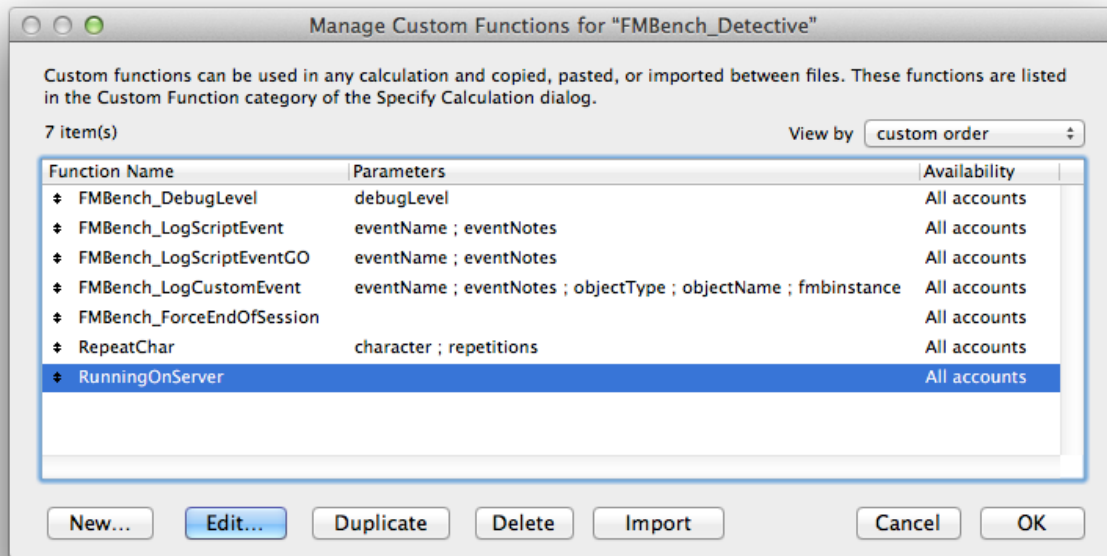 Manage Custom Functions for “FMBench_Detective”
Custom functions can be used in any calculation and copied, pasted, or imported between files. These functions are listed
in the Custom Function category of the Specify Calculation dialog.
7 item(s) View by custom order
Function Name Parameters Availability
FMBench_DebugLevel debugLevel All accounts
FMBench_LogScriptEvent eventName ; eventNotes All accounts
FMBench_LogScriptEventGO eventName ; eventNotes All accounts
FMBench_LogCustomEvent eventName ; eventNotes ; objectType ; objectName ; fmbinstance All accounts
FMBench_ForceEndOfSession All accounts
RepeatChar character ; repetitions All accounts
RunningOnServer All accounts
New... Edit... Duplicate Delete Import Cancel OK